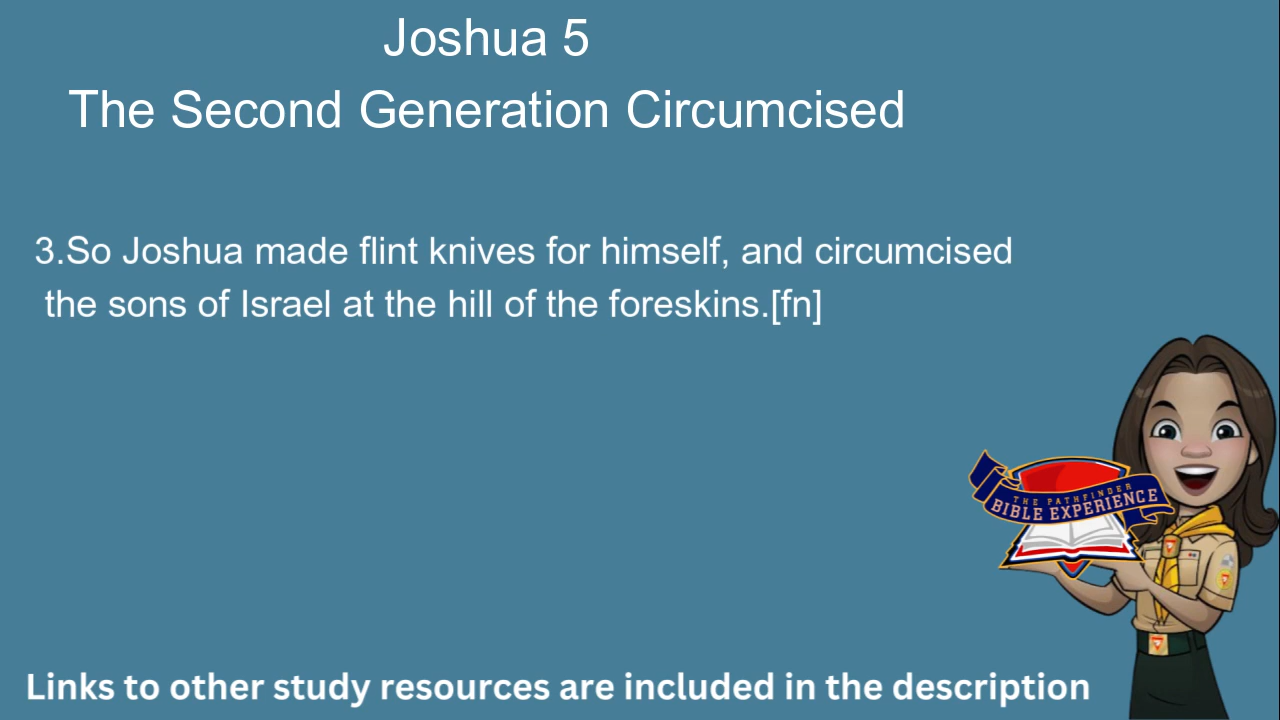 Joshua 5
The Second Generation Circumcised
3.So Joshua made flint knives for himself, and circumcised
the sons of Israel at the hill of the foreskins.[fn]
THE PATHFINDER
BIBLE EXPERIENCE
Links to other study resources are included in the description